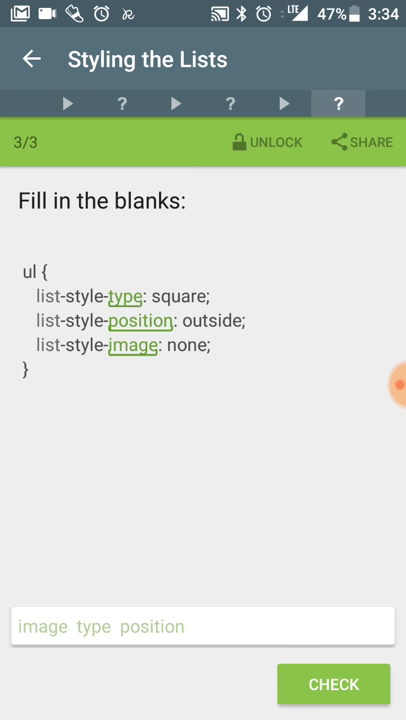 LTE 47% 3:34
Styling the Lists
? ? ?
3/3 UNLOCK SHARE
Fill in the blanks:
ul {
list-style-type: square;
list-style-position: outside;
list-style-image: none;
}
image type position
CHECK